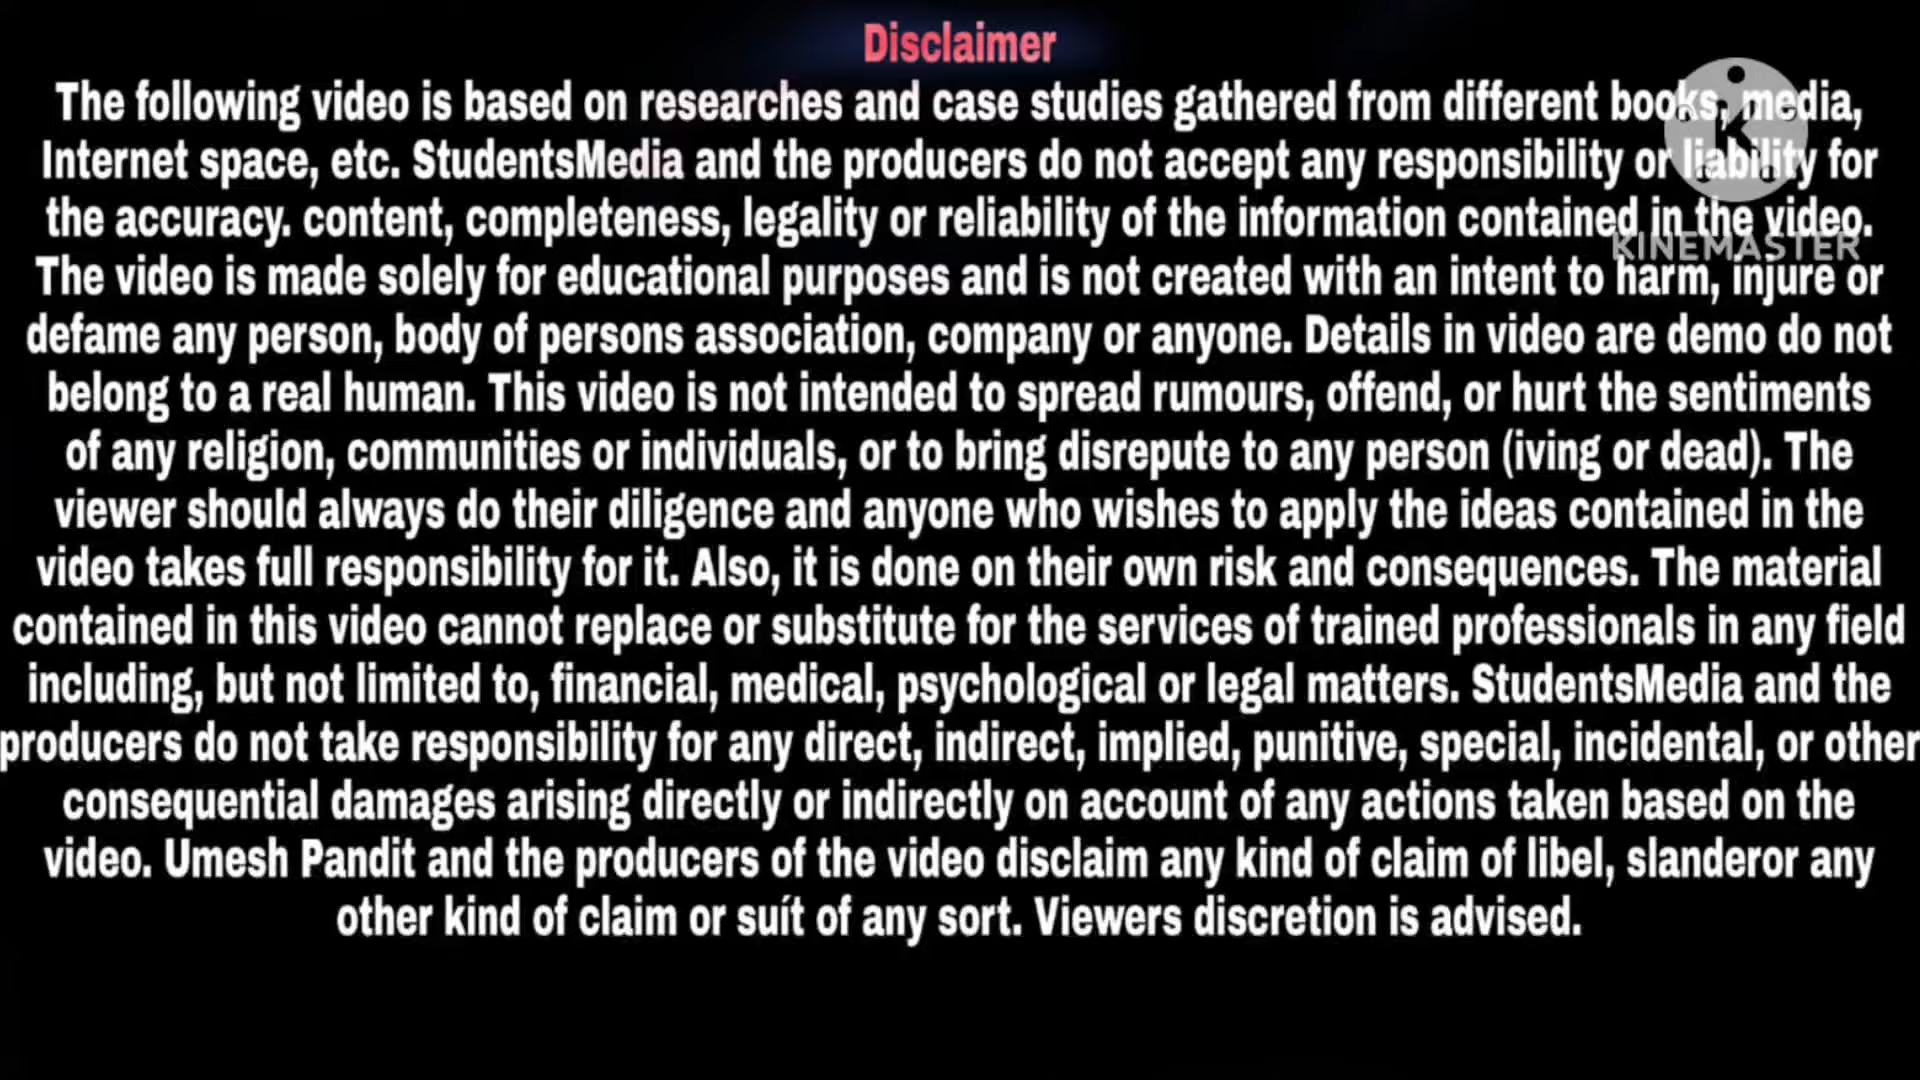 Disclaimer
The following video is based on researches and case studies gathered from different books, media,
Internet space, etc. StudentsMedia and the producers do not accept any responsibility or liability for
the accuracy. content, completeness, legality or reliability of the information contained in the video.
KINEMASTER
The video is made solely for educational purposes and is not created with an intent to harm, injure or
defame any person, body of persons association, company or anyone. Details in video are demo do not
belong to a real human. This video is not intended to spread rumours, offend, or hurt the sentiments
of any religion, communities or individuals, or to bring disrepute to any person (iving or dead). The
viewer should always do their diligence and anyone who wishes to apply the ideas contained in the
video takes full responsibility for it. Also, it is done on their own risk and consequences. The material
contained in this video cannot replace or substitute for the services of trained professionals in any field
including, but not limited to, financial, medical, psychological or legal matters. StudentsMedia and the
producers do not take responsibility for any direct, indirect, implied, punitive, special, incidental, or other
consequential damages arising directly or indirectly on account of any actions taken based on the
video. Umesh Pandit and the producers of the video disclaim any kind of claim of libel, slanderor any
other kind of claim or suít of any sort. Viewers discretion is advised.